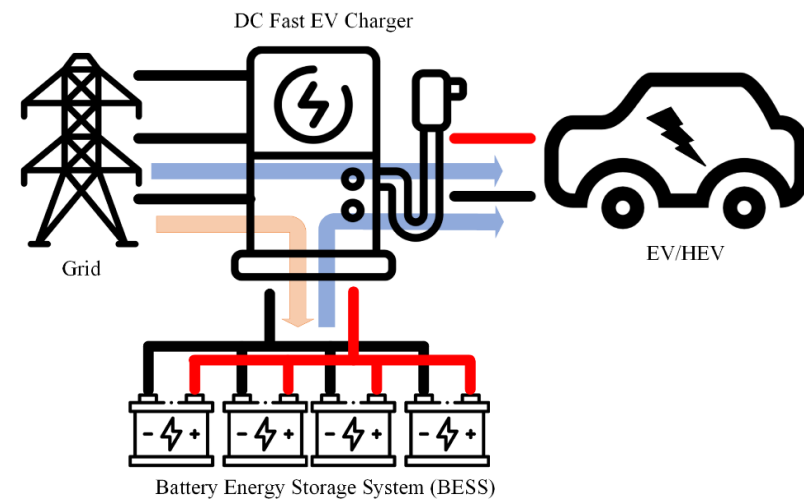 DC Fast EV Charger
Grid
EV/HEV
- +
- +
- +
- +
Battery Energy Storage System (BESS)